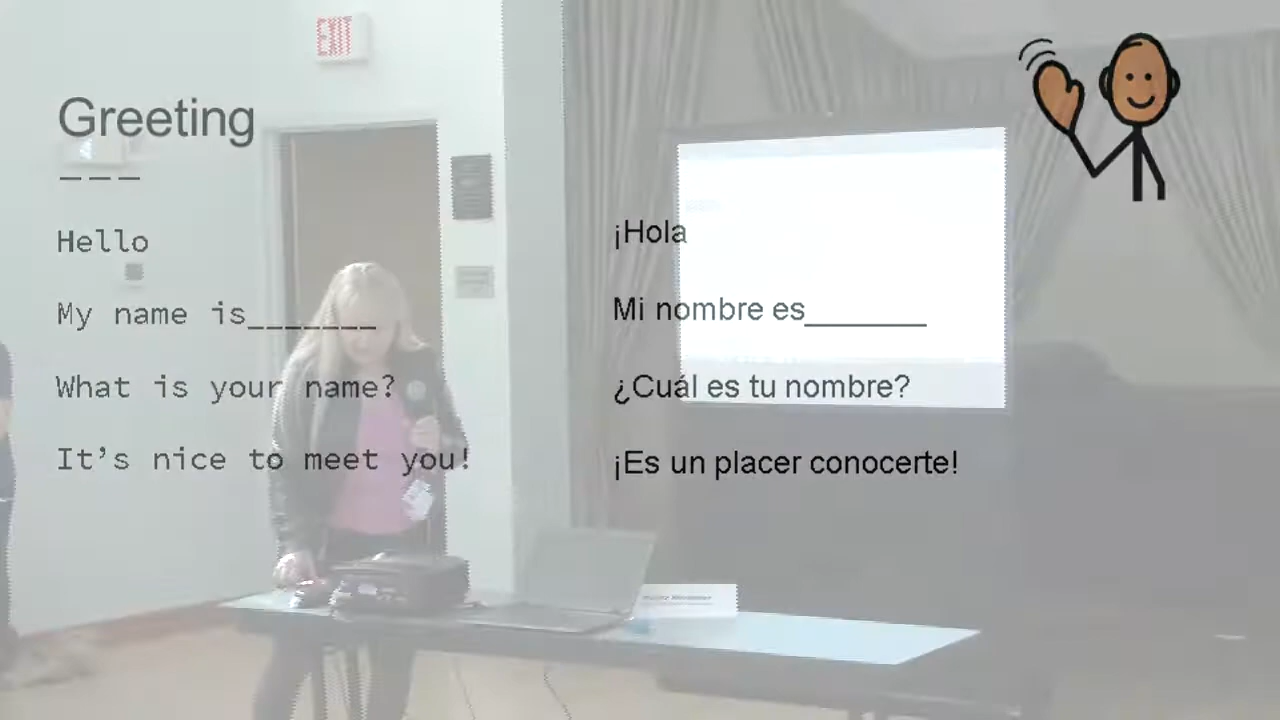 EXIT
Greeting
Hello
My name is_______
What is your name?
It’s nice to meet you!
¡Hola
Mi nombre es_______
¿Cuál es tu nombre?
¡Es un placer conocerte!